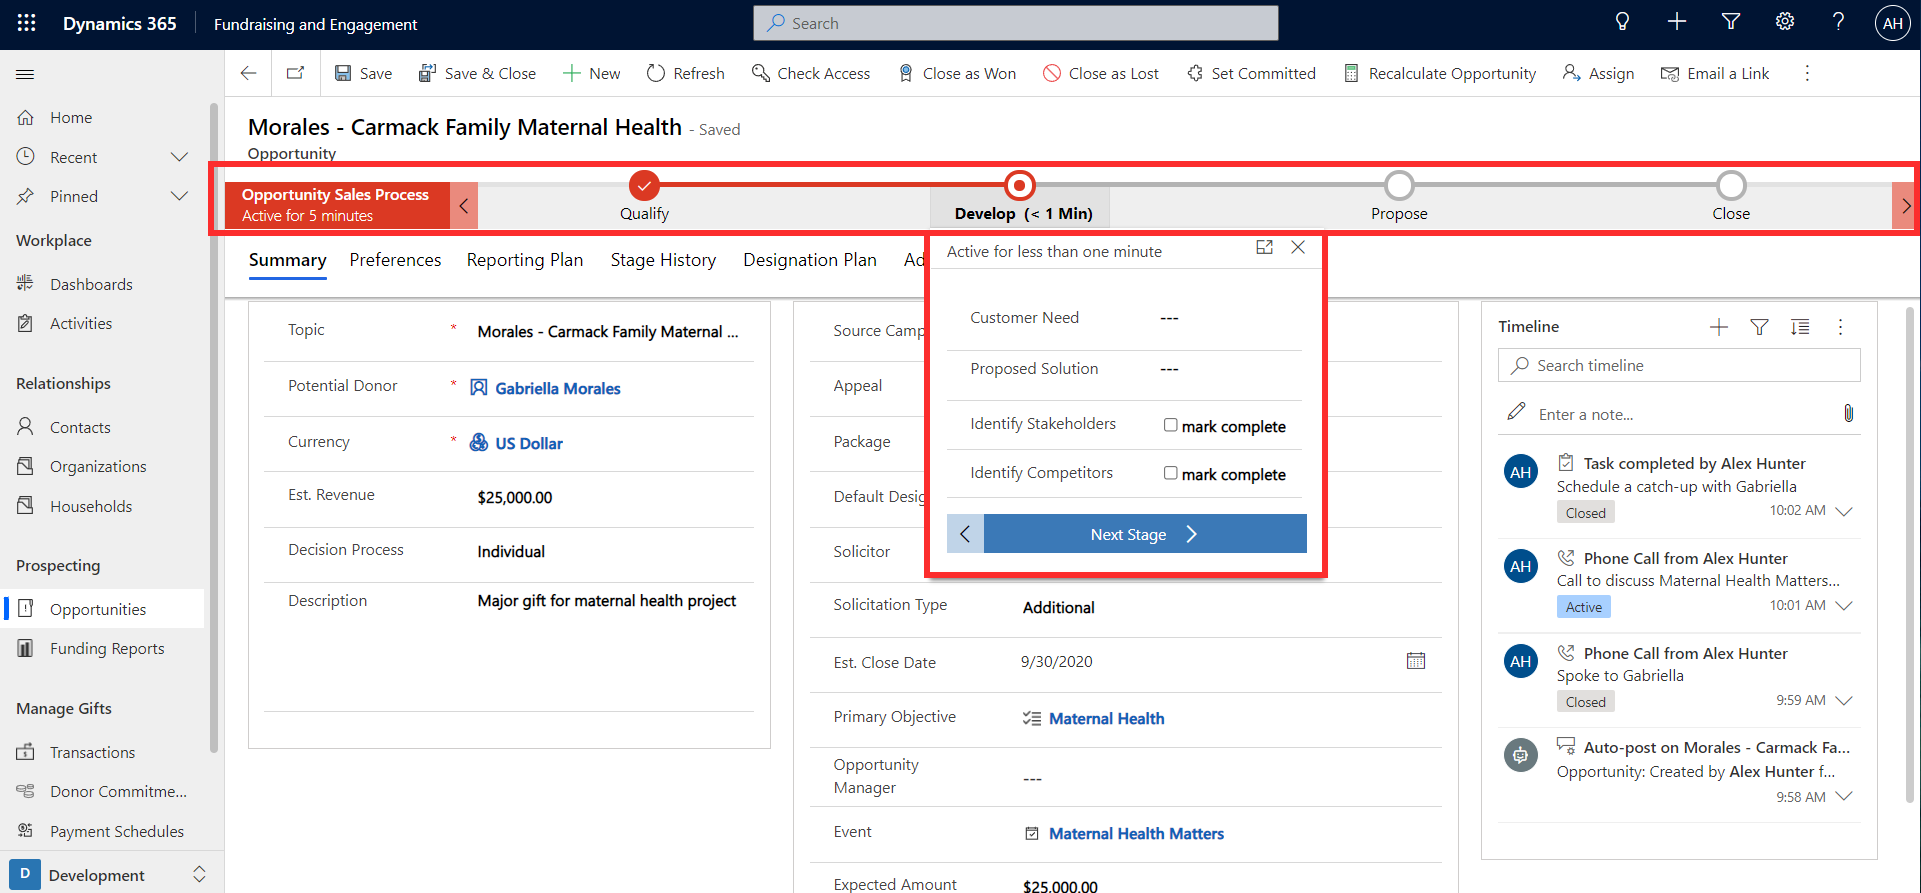 Dynamics 365
Fundraising and Engagement
Search
AH
Save
Save & Close
New
Refresh
Check Access
Close as Won
Close as Lost
Set Committed
Recalculate Opportunity
Assign
Email a Link
Home
Recent
Pinned
Workplace
Dashboards
Activities
Relationships
Contacts
Organizations
Households
Prospecting
Opportunities
Funding Reports
Manage Gifts
Transactions
Donor Commitme...
Payment Schedules
D Development
Morales - Carmack Family Maternal Health - Saved
Opportunity
Opportunity Sales Process
Active for 5 minutes
Qualify
Develop (< 1 Min)
Propose
Close
Summary
Preferences
Reporting Plan
Stage History
Designation Plan
Ad
Active for less than one minute
Customer Need ---
Proposed Solution ---
Identify Stakeholders mark complete
Identify Competitors mark complete
Next Stage
Topic * Morales - Carmack Family Maternal ...
Potential Donor * Gabriella Morales
Currency * US Dollar
Est. Revenue $25,000.00
Decision Process Individual
Description Major gift for maternal health project
Source Camp
Appeal
Package
Default Desig
Solicitor
Solicitation Type Additional
Est. Close Date 9/30/2020
Primary Objective Maternal Health
Opportunity
Manager ---
Event Maternal Health Matters
Expected Amount $25,000.00
Timeline
Search timeline
Enter a note...
AH Task completed by Alex Hunter
Schedule a catch-up with Gabriella
Closed 10:02 AM
AH Phone Call from Alex Hunter
Call to discuss Maternal Health Matters...
Active 10:01 AM
AH Phone Call from Alex Hunter
Spoke to Gabriella
Closed 9:59 AM
Auto-post on Morales - Carmack Fa...
Opportunity: Created by Alex Hunter f...
9:58 AM